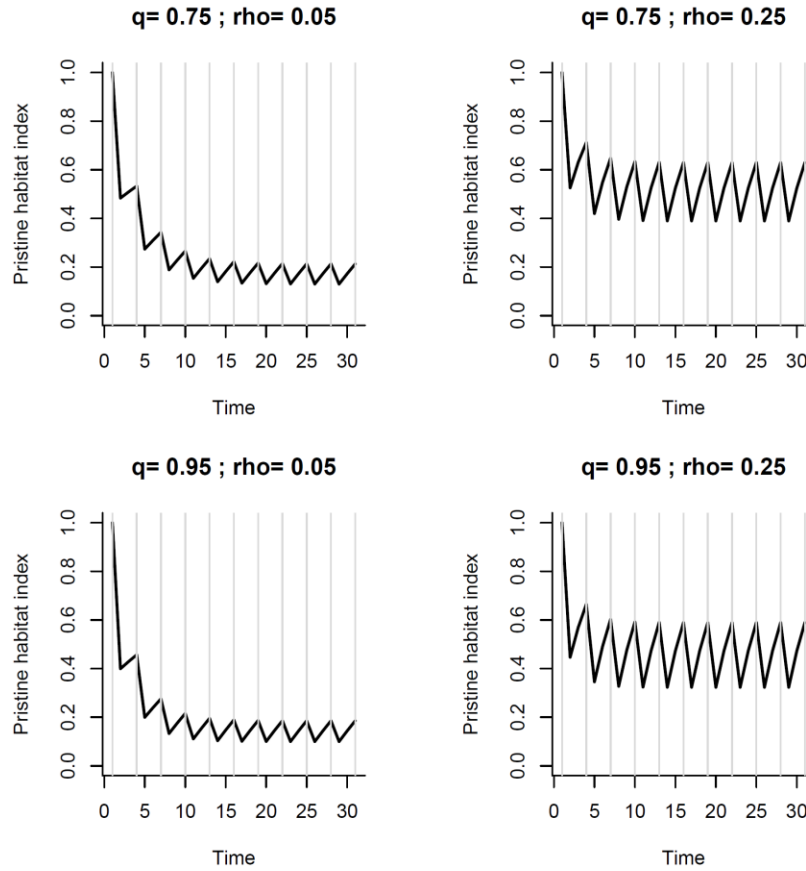 q= 0.75 ; rho= 0.05
Pristine habitat index
0.0 0.2 0.4 0.6 0.8 1.0
0 5 10 15 20 25 30
Time
q= 0.75 ; rho= 0.25
Pristine habitat index
0.0 0.2 0.4 0.6 0.8 1.0
0 5 10 15 20 25 30
Time
q= 0.95 ; rho= 0.05
Pristine habitat index
0.0 0.2 0.4 0.6 0.8 1.0
0 5 10 15 20 25 30
Time
q= 0.95 ; rho= 0.25
Pristine habitat index
0.0 0.2 0.4 0.6 0.8 1.0
0 5 10 15 20 25 30
Time